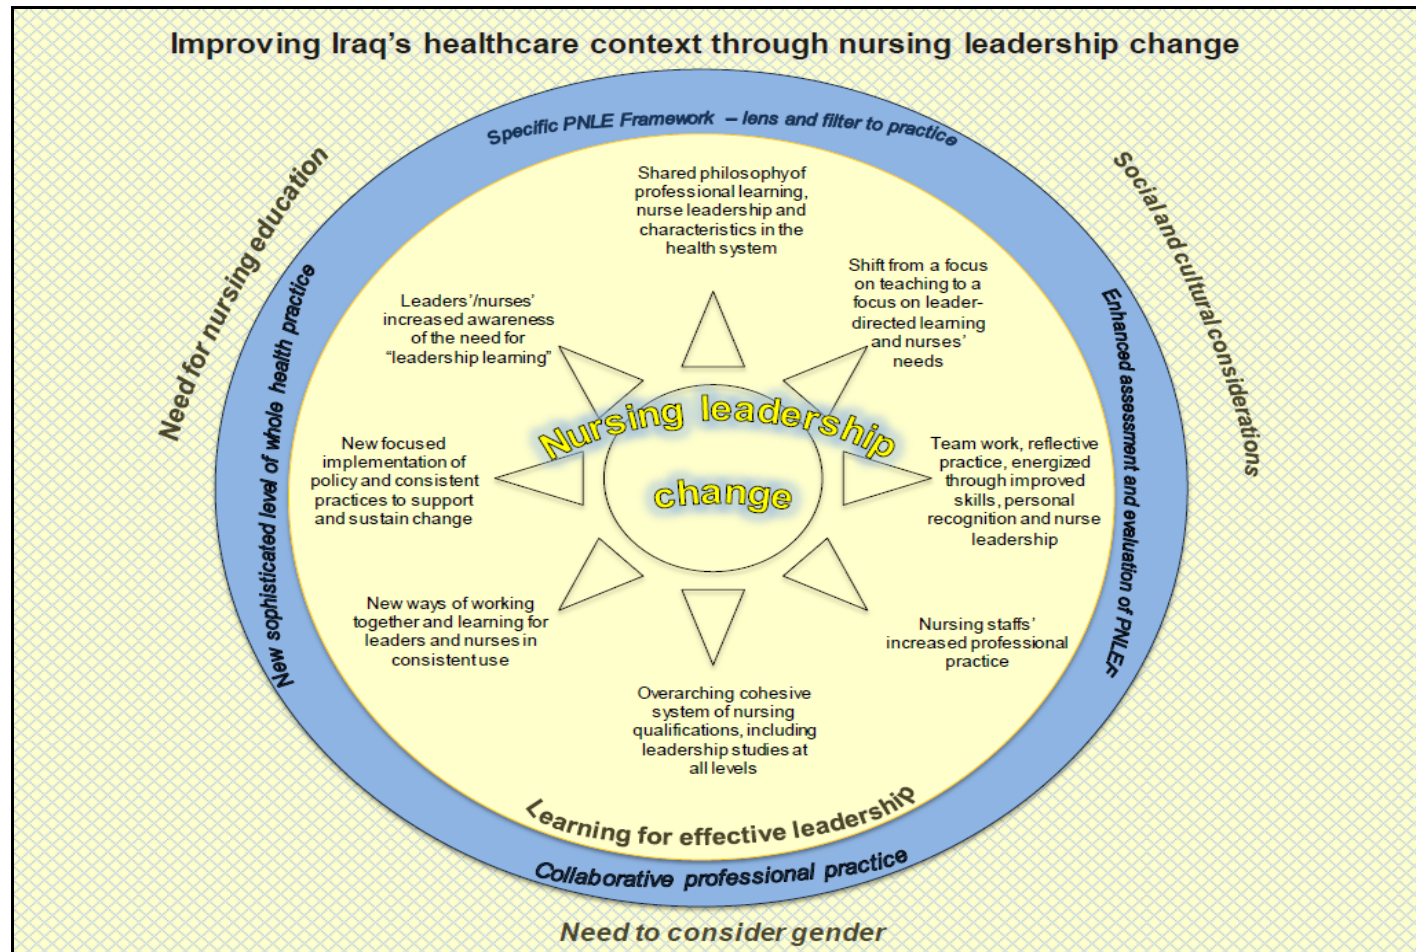 Improving Iraq's healthcare context through nursing leadership change
Specific PNLE Framework – lens and filter to practice
Need for nursing education
Social and cultural considerations
New sophisticated level of whole health practice
Enhanced assessment and evaluation of PNLEF
Shared philosophy of
professional learning,
nurse leadership and
characteristics in the
health system
Shift from a focus
on teaching to a
focus on leader-
directed learning
and nurses'
needs
Leaders'/nurses'
increased awareness
of the need for
"leadership learning"
Nursing leadership
change
New focused
implementation of
policy and consistent
practices to support
and sustain change
Team work, reflective
practice, energized
through improved
skills, personal
recognition and nurse
leadership
New ways of working
together and learning for
leaders and nurses in
consistent use
Nursing staffs'
increased professional
practice
Overarching cohesive
system of nursing
qualifications, including
leadership studies at
all levels
Learning for effective leadership
Collaborative professional practice
Need to consider gender